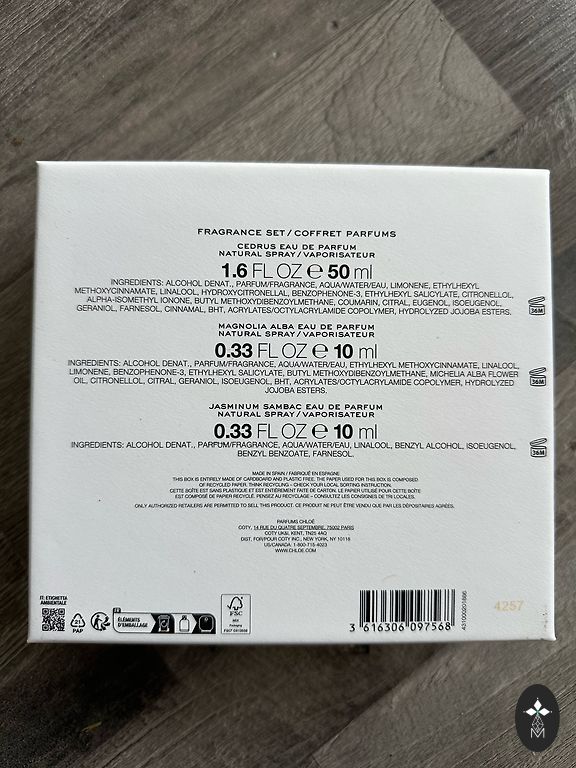 FRAGRANCE SET / COFFRET PARFUMS
CEDRUS EAU DE PARFUM
NATURAL SPRAY / VAPORISATEUR
1.6 FL OZ ℮ 50 ml
INGREDIENTS: ALCOHOL DENAT., PARFUM/FRAGRANCE, AQUA/WATER/EAU, LIMONENE, ETHYLHEXYL
METHOXYCINNAMATE, LINALOOL, HYDROXYCITRONELLAL, BENZOPHENONE-3, ETHYLHEXYL SALICYLATE, CITRONELLOL,
ALPHA-ISOMETHYL IONONE, BUTYL METHOXYDIBENZOYLMETHANE, COUMARIN, CITRAL, EUGENOL, ISOEUGENOL,
GERANIOL, FARNESOL, CINNAMAL, BHT, ACRYLATES/OCTYLACRYLAMIDE COPOLYMER, HYDROLYZED JOJOBA ESTERS.
36M
MAGNOLIA ALBA EAU DE PARFUM
NATURAL SPRAY / VAPORISATEUR
0.33 FL OZ ℮ 10 ml
INGREDIENTS: ALCOHOL DENAT., PARFUM/FRAGRANCE, AQUA/WATER/EAU, ETHYLHEXYL METHOXYCINNAMATE, LINALOOL,
LIMONENE, BENZOPHENONE-3, ETHYLHEXYL SALICYLATE, BUTYL METHOXYDIBENZOYLMETHANE, MICHELIA ALBA FLOWER
OIL, CITRONELLOL, CITRAL, GERANIOL, ISOEUGENOL, BHT, ACRYLATES/OCTYLACRYLAMIDE COPOLYMER, HYDROLYZED
JOJOBA ESTERS.
36M
JASMINUM SAMBAC EAU DE PARFUM
NATURAL SPRAY / VAPORISATEUR
0.33 FL OZ ℮ 10 ml
INGREDIENTS: ALCOHOL DENAT., PARFUM/FRAGRANCE, AQUA/WATER/EAU, LINALOOL, BENZYL ALCOHOL, ISOEUGENOL,
BENZYL BENZOATE, FARNESOL.
36M
MADE IN SPAIN / FABRIQUÉ EN ESPAGNE
THIS BOX IS ENTIRELY MADE OF CARDBOARD AND PLASTIC FREE. THE PAPER USED FOR THIS BOX IS COMPOSED
OF RECYCLED PAPER. THINK RECYCLING – CHECK YOUR LOCAL SORTING INSTRUCTION.
CETTE BOÎTE EST SANS PLASTIQUE ET EST ENTIÈREMENT FAITE DE CARTON. LE PAPIER UTILISÉ POUR CETTE BOÎTE
EST COMPOSÉ DE PAPIER RECYCLÉ. PENSEZ AU RECYCLAGE – CONSULTEZ LES CONSIGNES DE TRI LOCALES.
ONLY AUTHORIZED RETAILERS ARE PERMITTED TO SELL THIS PRODUCT. CE PRODUIT NE PEUT ÊTRE VENDU QUE PAR LES DÉPOSITAIRES AGRÉÉS.
PARFUMS CHLOÉ
COTY, 14 RUE DU QUATRE SEPTEMBRE, 75002 PARIS
COTY UK&I, KENT, TN25 4AQ
DIST. FOR/POUR COTY INC., NEW YORK, NY 10118
US/CANADA: 1-800-715-4023
WWW.CHLOE.COM
IT: ETICHETTA
AMBIENTALE
21
PAP
FR
ÉLÉMENTS
D'EMBALLAGE
FSC
MIX
Packaging
3 616306 097568
4257
M